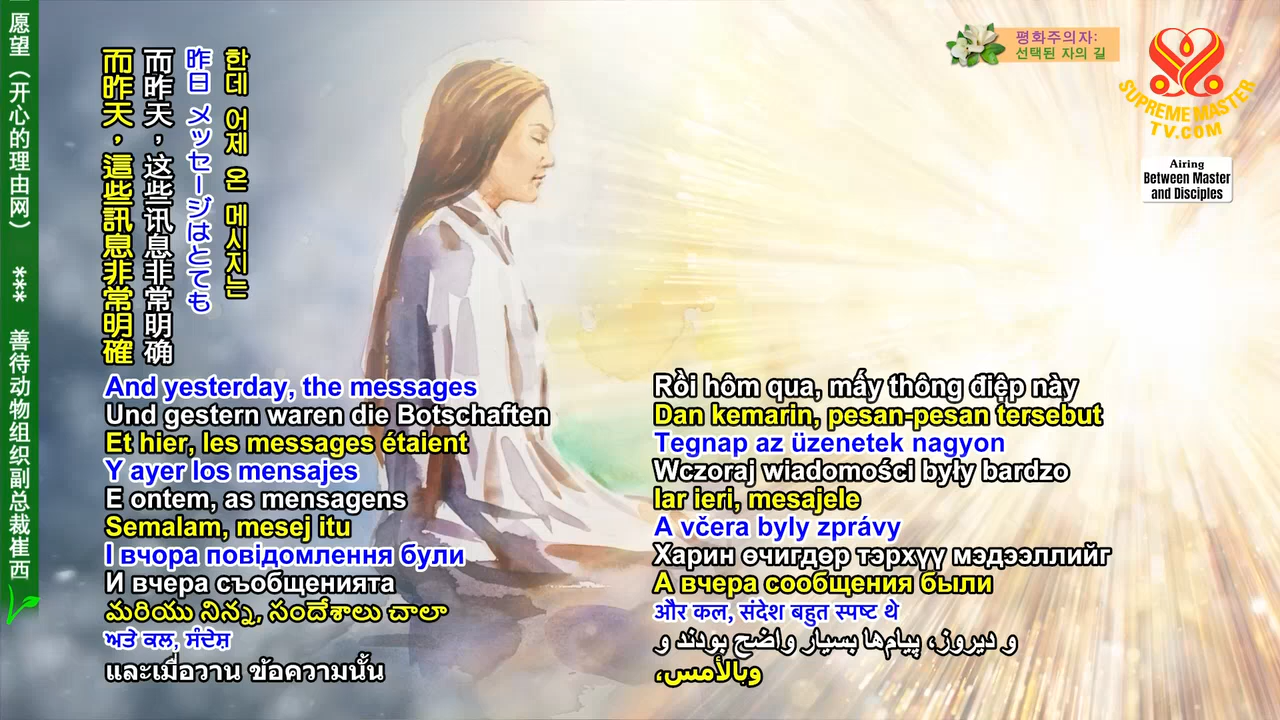 愿望（开心的理由网） *** 善待动物组织副总裁崔西
而昨天，這些訊息非常明確
而昨天，这些讯息非常明确
昨日 メッセージはとても
한데 어제 온 메시지는
평화주의자:
선택된 자의 길
SUPREME MASTER
TV.COM
Airing
Between Master
and Disciples
And yesterday, the messages
Und gestern waren die Botschaften
Et hier, les messages étaient
Y ayer los mensajes
E ontem, as mensagens
Semalam, mesej itu
І вчора повідомлення були
И вчера съобщенията
మరియు నిన్న, సందేశాలు చాలా
ਅਤੇ ਕਲ, ਸੰਦੇਸ਼
และเมื่อวาน ข้อความนั้น
Rồi hôm qua, mấy thông điệp này
Dan kemarin, pesan-pesan tersebut
Tegnap az üzenetek nagyon
Wczoraj wiadomości były bardzo
Iar ieri, mesajele
A včera byly zprávy
Харин өчигдөр тэрхүү мэдээллийг
А вчера сообщения были
और कल, संदेश बहुत स्पष्ट थे
و دیروز، پیام‌ها بسیار واضح بودند و
وبالأمس،